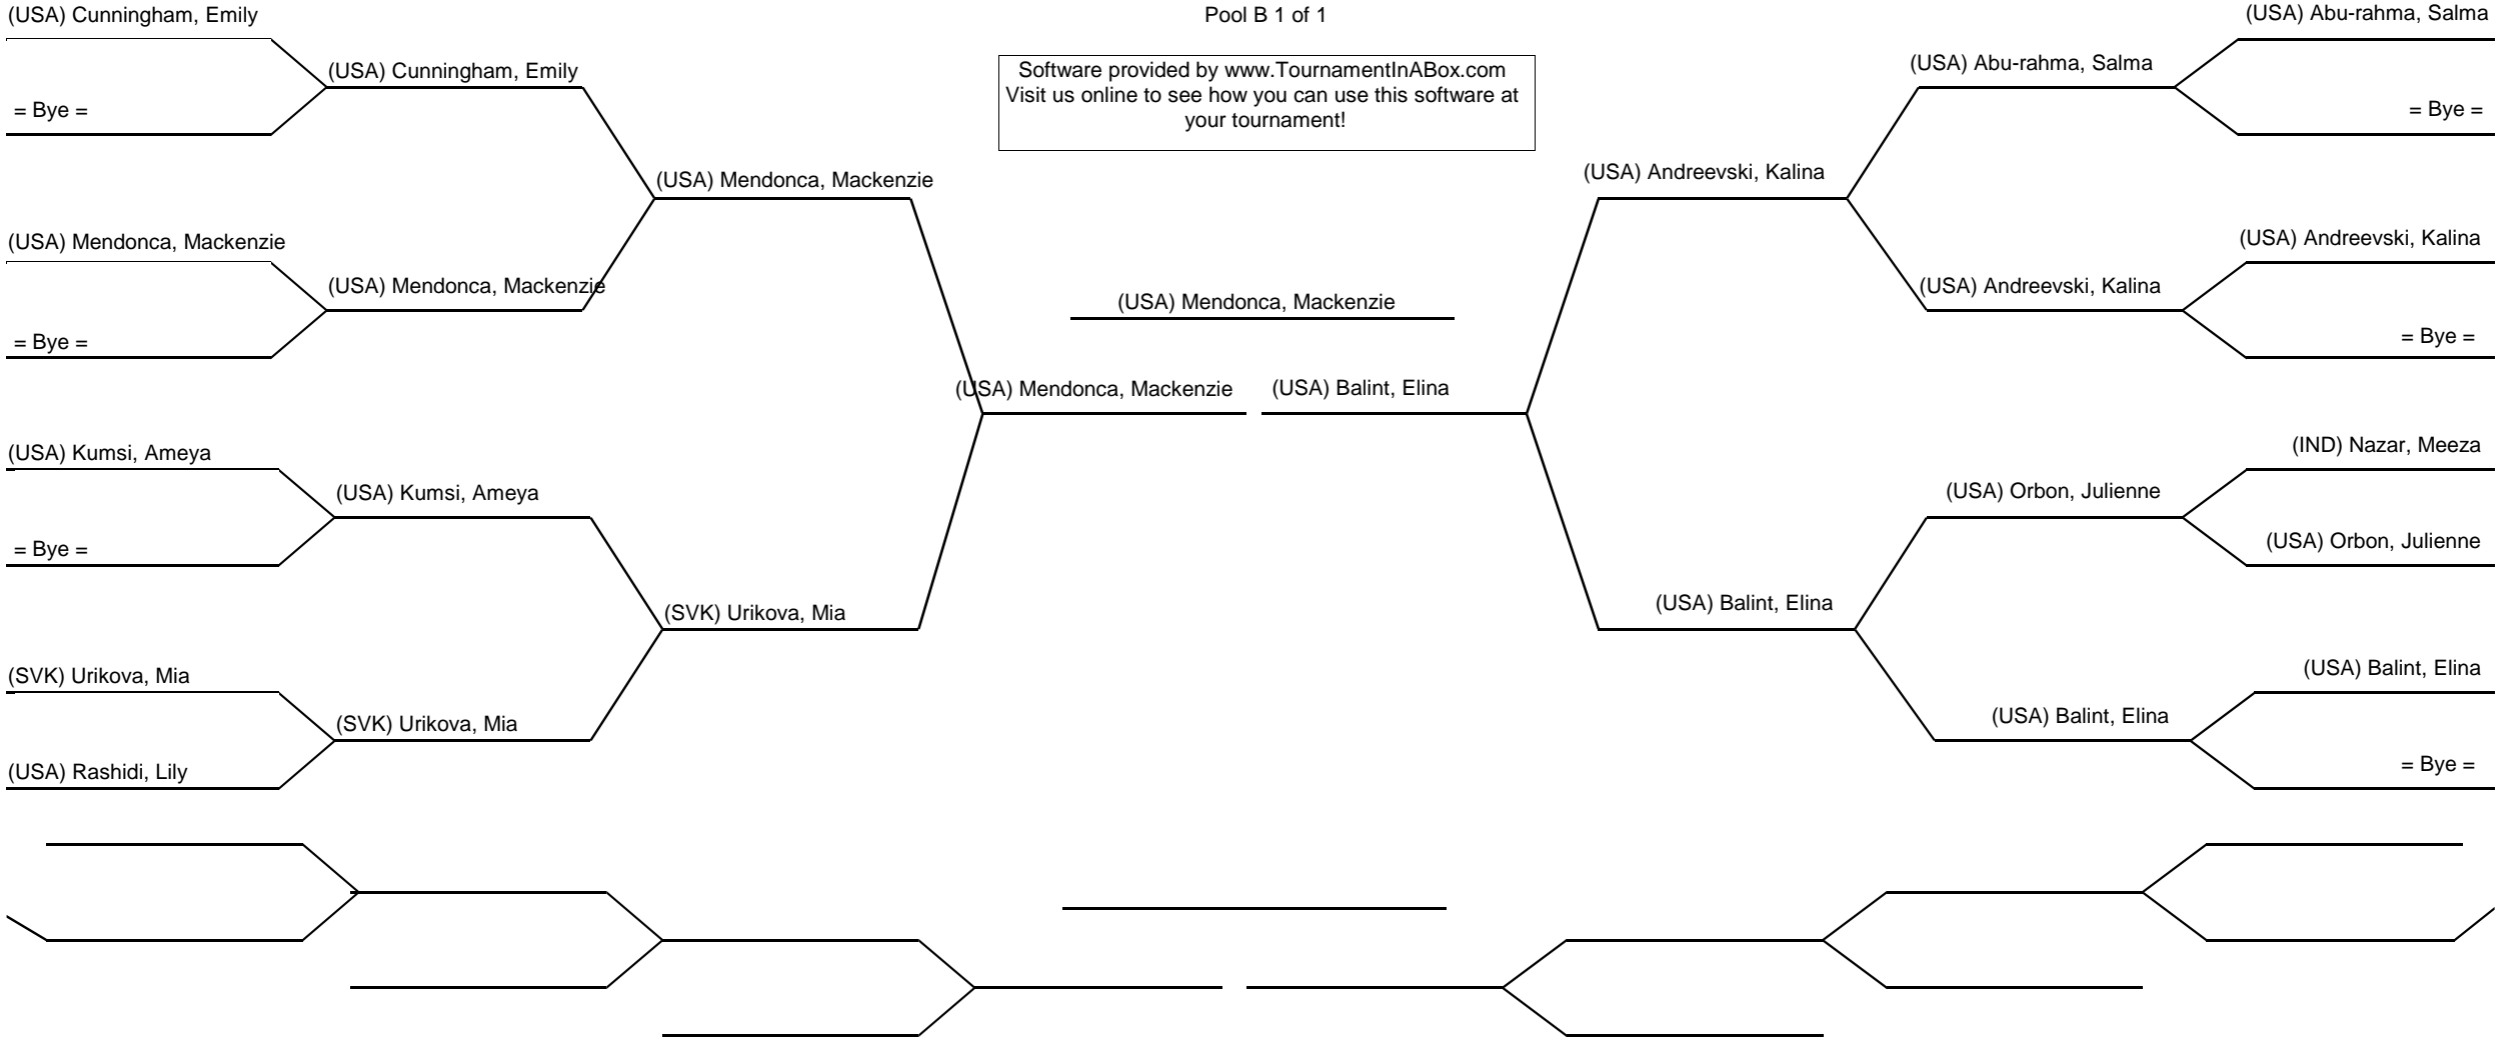 (USA) Cunningham, Emily
Pool B 1 of 1
(USA) Abu-rahma, Salma
(USA) Cunningham, Emily
Software provided by www.TournamentInABox.com
Visit us online to see how you can use this software at
your tournament!
(USA) Abu-rahma, Salma
= Bye =
= Bye =
(USA) Mendonca, Mackenzie
(USA) Andreevski, Kalina
(USA) Mendonca, Mackenzie
(USA) Andreevski, Kalina
(USA) Mendonca, Mackenzie
(USA) Mendonca, Mackenzie
(USA) Andreevski, Kalina
= Bye =
= Bye =
(USA) Mendonca, Mackenzie
(USA) Balint, Elina
(USA) Kumsi, Ameya
(IND) Nazar, Meeza
(USA) Kumsi, Ameya
(USA) Orbon, Julienne
= Bye =
(USA) Orbon, Julienne
(SVK) Urikova, Mia
(USA) Balint, Elina
(SVK) Urikova, Mia
(USA) Balint, Elina
(SVK) Urikova, Mia
(USA) Balint, Elina
(USA) Rashidi, Lily
= Bye =